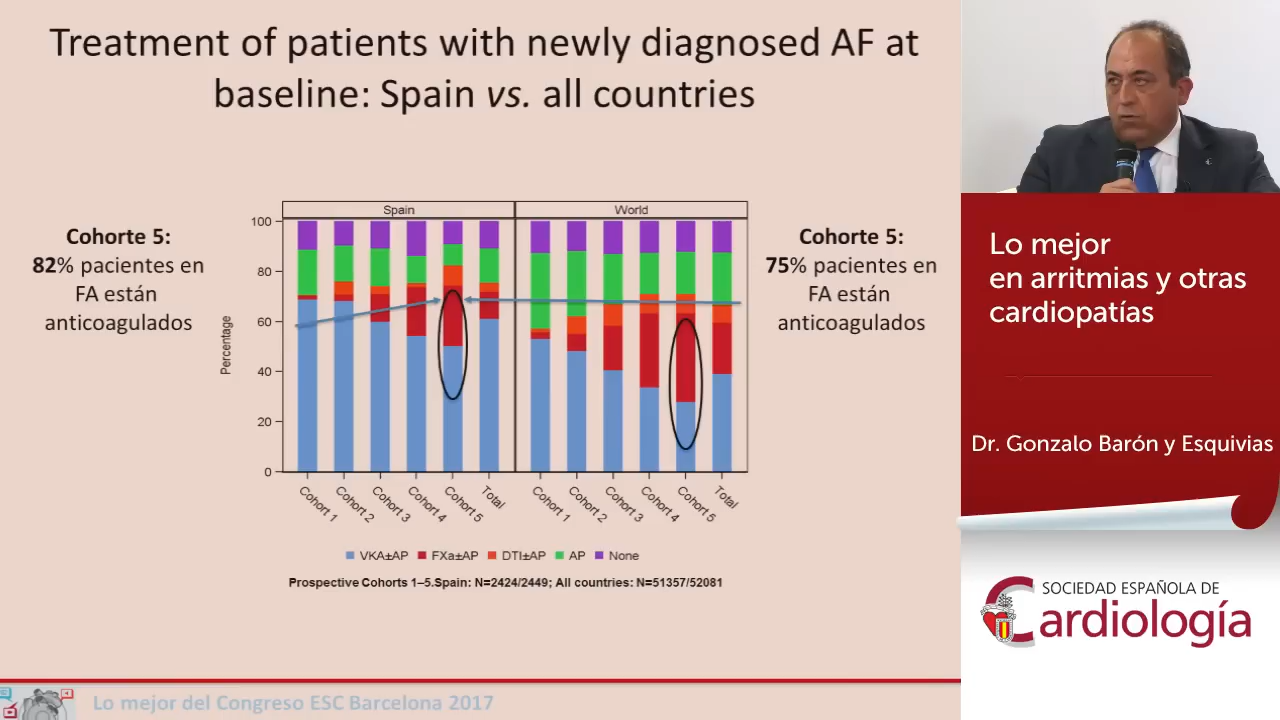 Treatment of patients with newly diagnosed AF at
baseline: Spain vs. all countries
Cohorte 5:
82% pacientes en
FA están
anticoagulados
Spain
World
Percentage
100
80
60
40
20
0
Cohort 1
Cohort 2
Cohort 3
Cohort 4
Cohort 5
Total
Cohort 1
Cohort 2
Cohort 3
Cohort 4
Cohort 5
Total
VKA±AP FXa±AP DTI±AP AP None
Prospective Cohorts 1–5.Spain: N=2424/2449; All countries: N=51357/52081
Cohorte 5:
75% pacientes en
FA están
anticoagulados
Lo mejor del Congreso ESC Barcelona 2017
Lo mejor
en arritmias y otras
cardiopatías
Dr. Gonzalo Barón y Esquivias
SOCIEDAD ESPAÑOLA DE
Cardiología